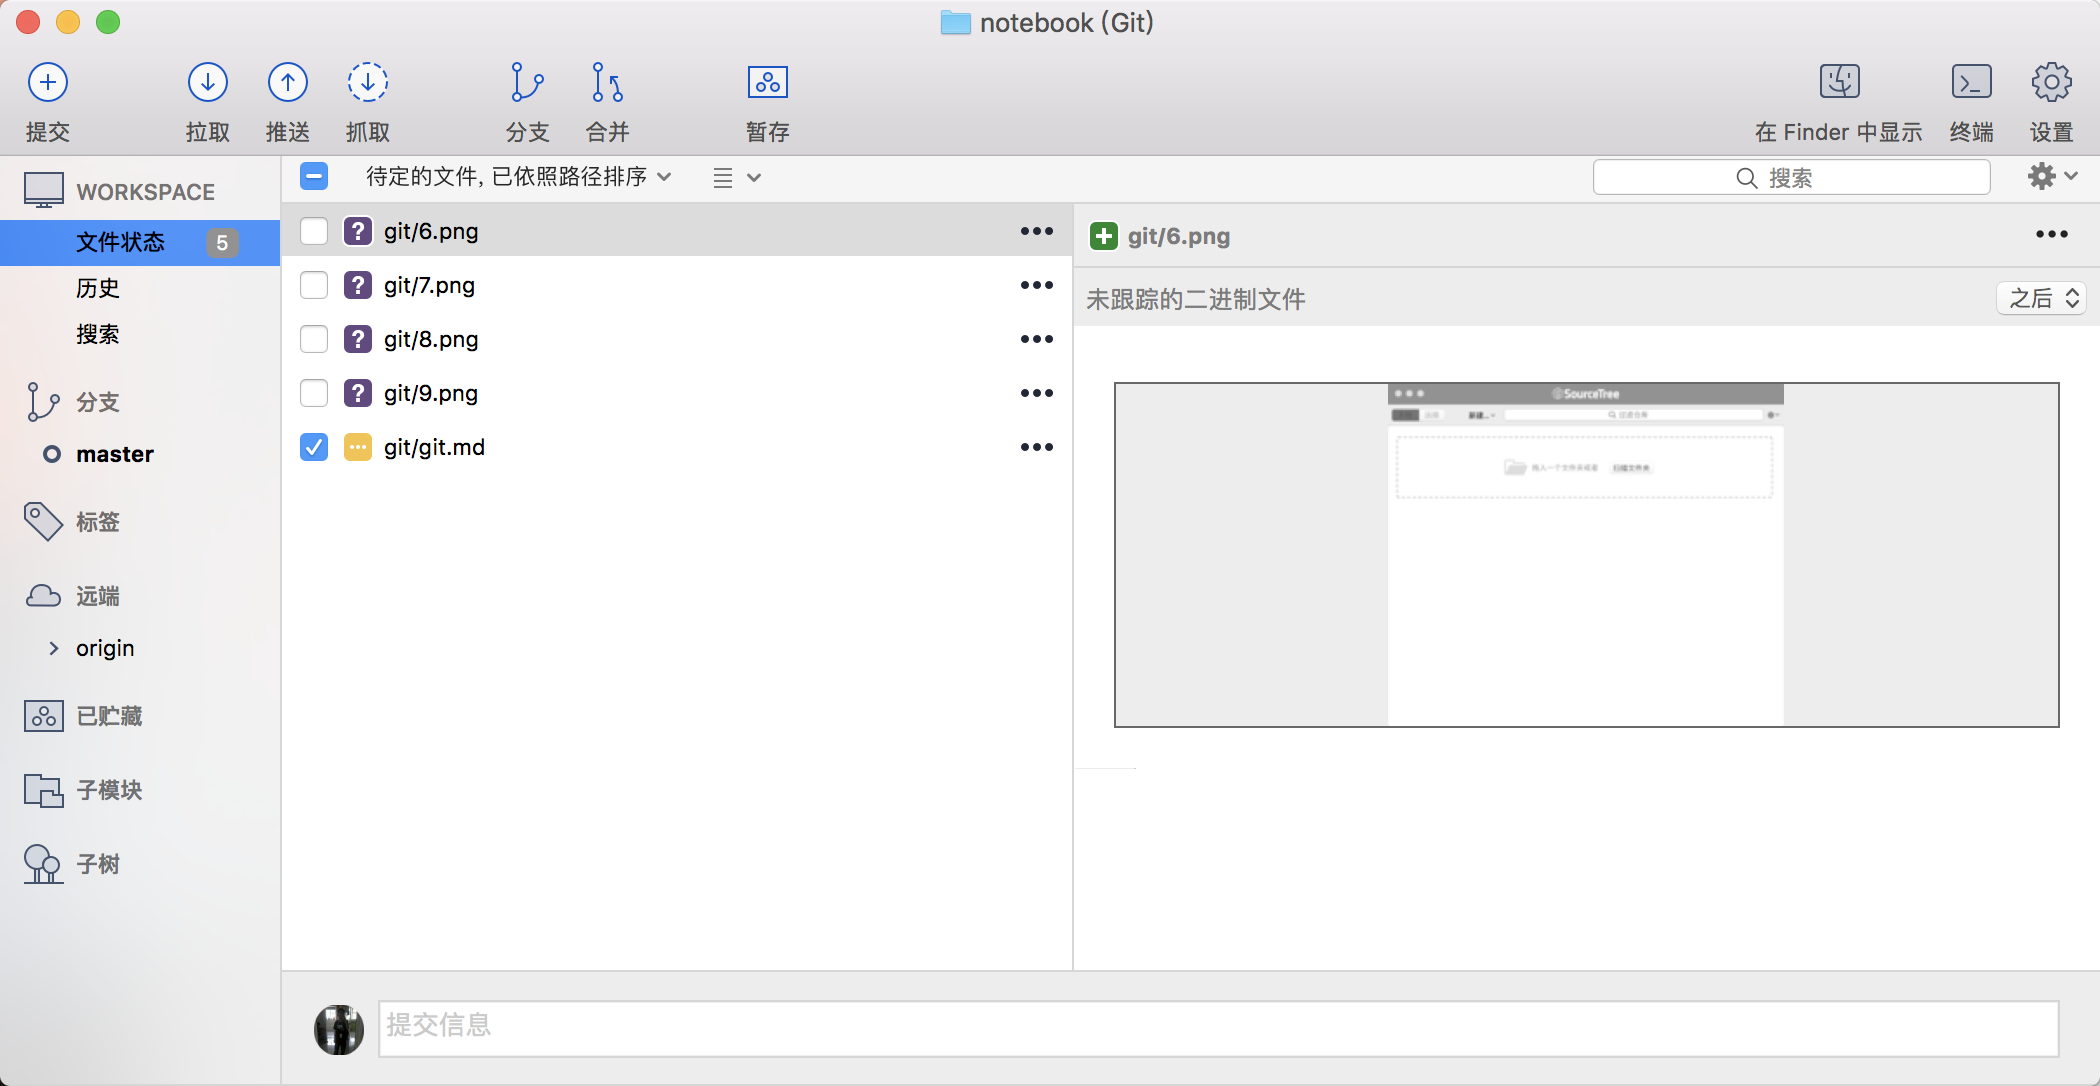 notebook (Git)
提交
拉取
推送
抓取
分支
合并
暂存
在 Finder 中显示
终端
设置
WORKSPACE
文件状态 5
历史
搜索
分支
master
标签
远端
origin
已贮藏
子模块
子树
待定的文件, 已依照路径排序
搜索
git/6.png
git/7.png
git/8.png
git/9.png
git/git.md
git/6.png
未跟踪的二进制文件
之后
SourceTree
提交信息